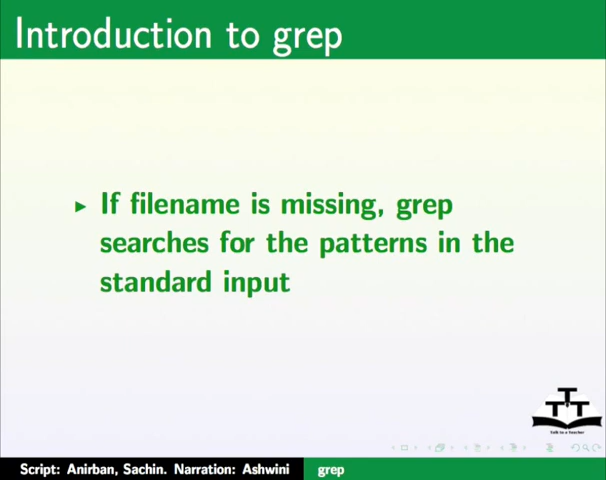 Introduction to grep
If filename is missing, grep
searches for the patterns in the
standard input
TTT
Talk to a Teacher
Script: Anirban, Sachin. Narration: Ashwini grep